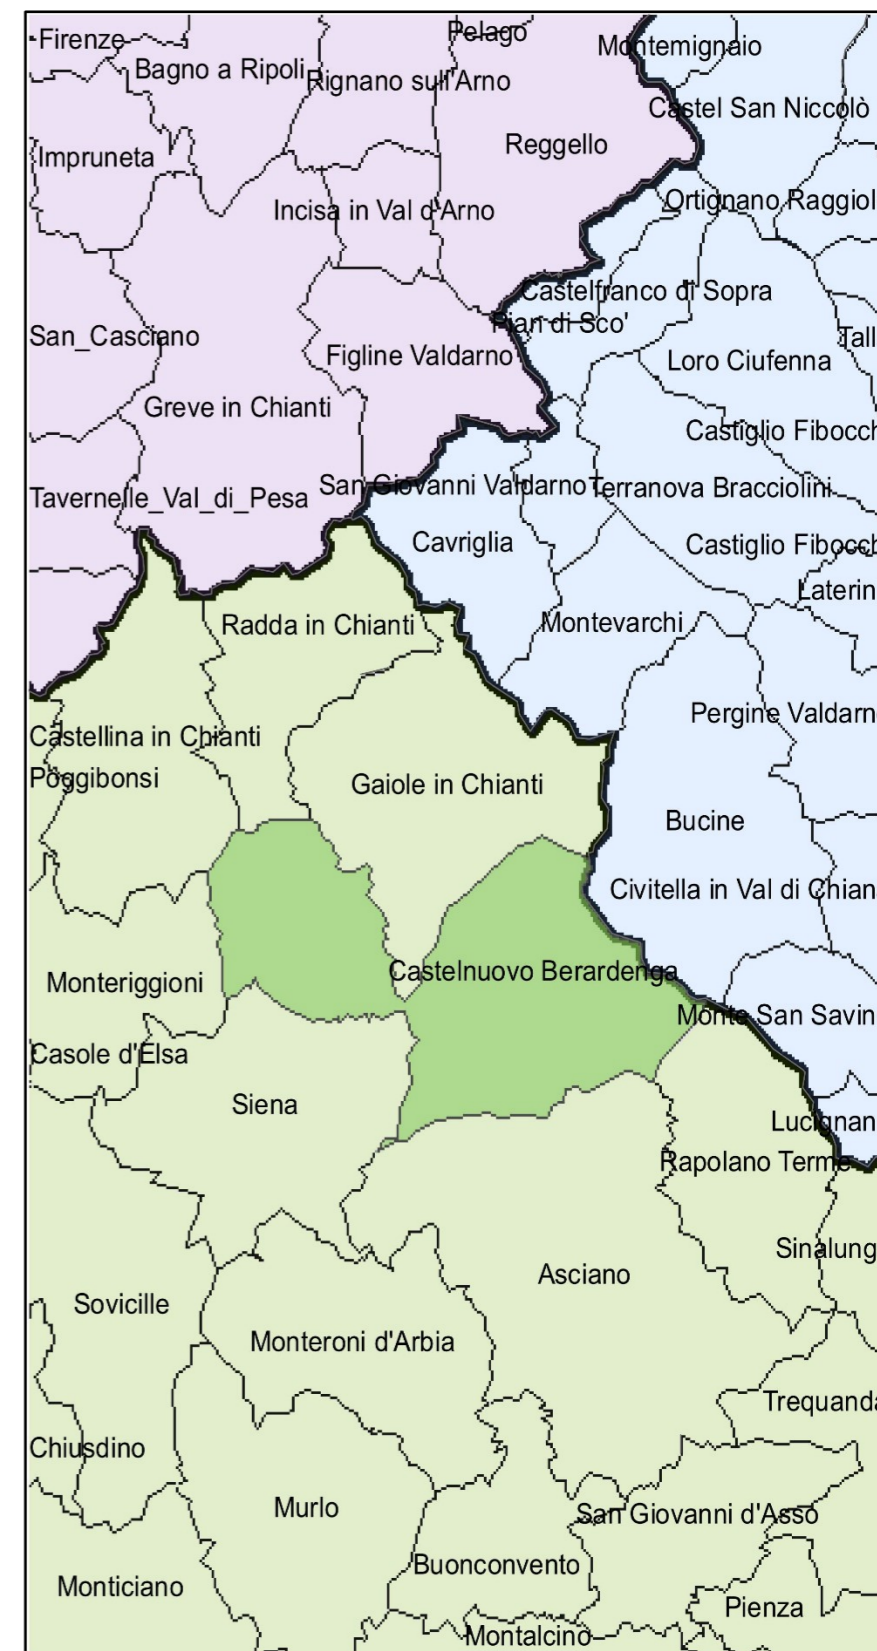 Pelago
Firenze
Montemignaio
Bagno a Ripoli
Rignano sull'Arno
Castel San Niccolò
Reggello
Impruneta
Ortignano Raggiol
Incisa in Val d'Arno
Castelfranco di Sopra
Pian di Sco'
San_Casciano
Tall
Figline Valdarno
Loro Ciufenna
Greve in Chianti
Castiglio Fibocch
San Giovanni Valdarno
Terranova Bracciolini
Tavernelle_Val_di_Pesa
Cavriglia
Castiglio Fibocch
Laterin
Radda in Chianti
Montevarchi
Pergine Valdarn
Castellina in Chianti
Poggibonsi
Gaiole in Chianti
Bucine
Civitella in Val di Chian
Castelnuovo Berardenga
Monteriggioni
Monte San Savin
Casole d'Elsa
Siena
Lucignan
Rapolano Terme
Sinalung
Asciano
Sovicille
Monteroni d'Arbia
Trequanda
Chiusdino
Murlo
San Giovanni d'Asso
Buonconvento
Monticiano
Pienza
Montalcino